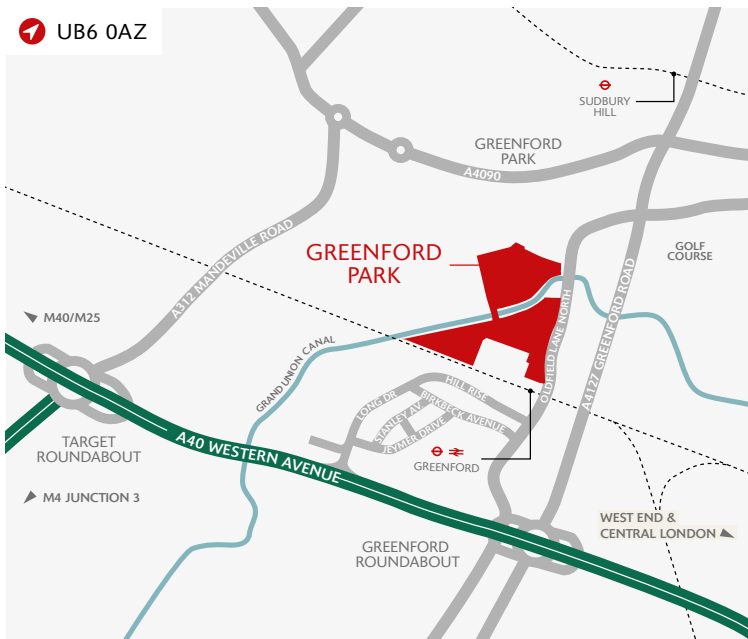 UB6 0AZ
SUDBURY
HILL
GREENFORD
PARK
A4090
A312 MANDEVILLE ROAD
GREENFORD
PARK
GOLF
COURSE
M40/M25
GRAND UNION CANAL
OLDFIELD LANE NORTH
A4127 GREENFORD ROAD
HILL RISE
LONG DR
BIRKBECK AVENUE
STANLEY AV
JEYMER DRIVE
TARGET
ROUNDABOUT
A40 WESTERN AVENUE
GREENFORD
M4 JUNCTION 3
WEST END &
CENTRAL LONDON
GREENFORD
ROUNDABOUT